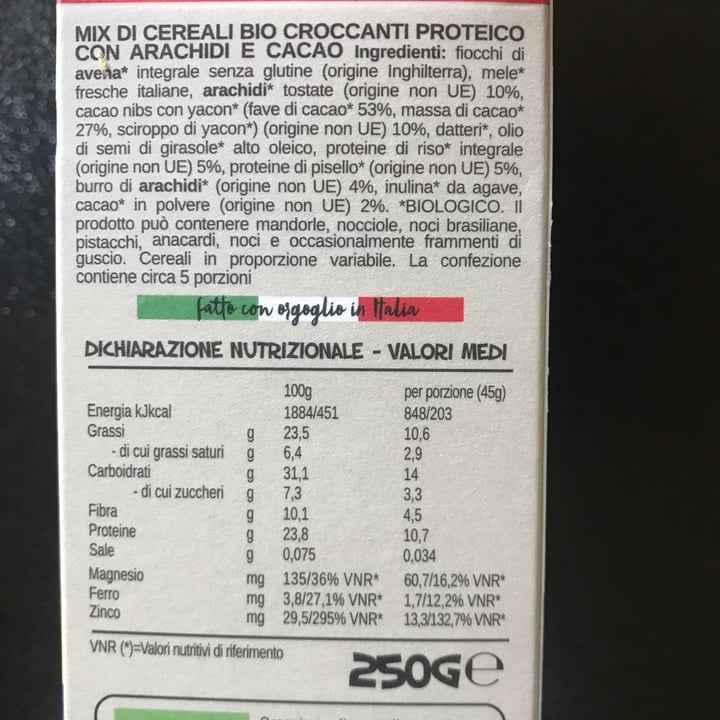 MIX DI CEREALI BIO CROCCANTI PROTEICO
CON ARACHIDI E CACAO Ingredienti: fiocchi di
avena* integrale senza glutine (origine Inghilterra), mele*
fresche italiane, arachidi* tostate (origine non UE) 10%,
cacao nibs con yacon* (fave di cacao* 53%, massa di cacao*
27%, sciroppo di yacon*) (origine non UE) 10%, datteri*, olio
di semi di girasole* alto oleico, proteine di riso* integrale
(origine non UE) 5%, proteine di pisello* (origine non UE) 5%,
burro di arachidi* (origine non UE) 4%, inulina* da agave,
cacao* in polvere (origine non UE) 2%. *BIOLOGICO. Il
prodotto può contenere mandorle, nocciole, noci brasiliane,
pistacchi, anacardi, noci e occasionalmente frammenti di
guscio. Cereali in proporzione variabile. La confezione
contiene circa 5 porzioni
fatto con orgoglio in Italia
DICHIARAZIONE NUTRIZIONALE - VALORI MEDI
100g per porzione (45g)
Energia kJkcal 1884/451 848/203
Grassi g 23,5 10,6
- di cui grassi saturi g 6,4 2,9
Carboidrati g 31,1 14
- di cui zuccheri g 7,3 3,3
Fibra g 10,1 4,5
Proteine g 23,8 10,7
Sale g 0,075 0,034
Magnesio mg 135/36% VNR* 60,7/16,2% VNR*
Ferro mg 3,8/27,1% VNR* 1,7/12,2% VNR*
Zinco mg 29,5/295% VNR* 13,3/132,7% VNR*
VNR (*)=Valori nutritivi di riferimento
250G e